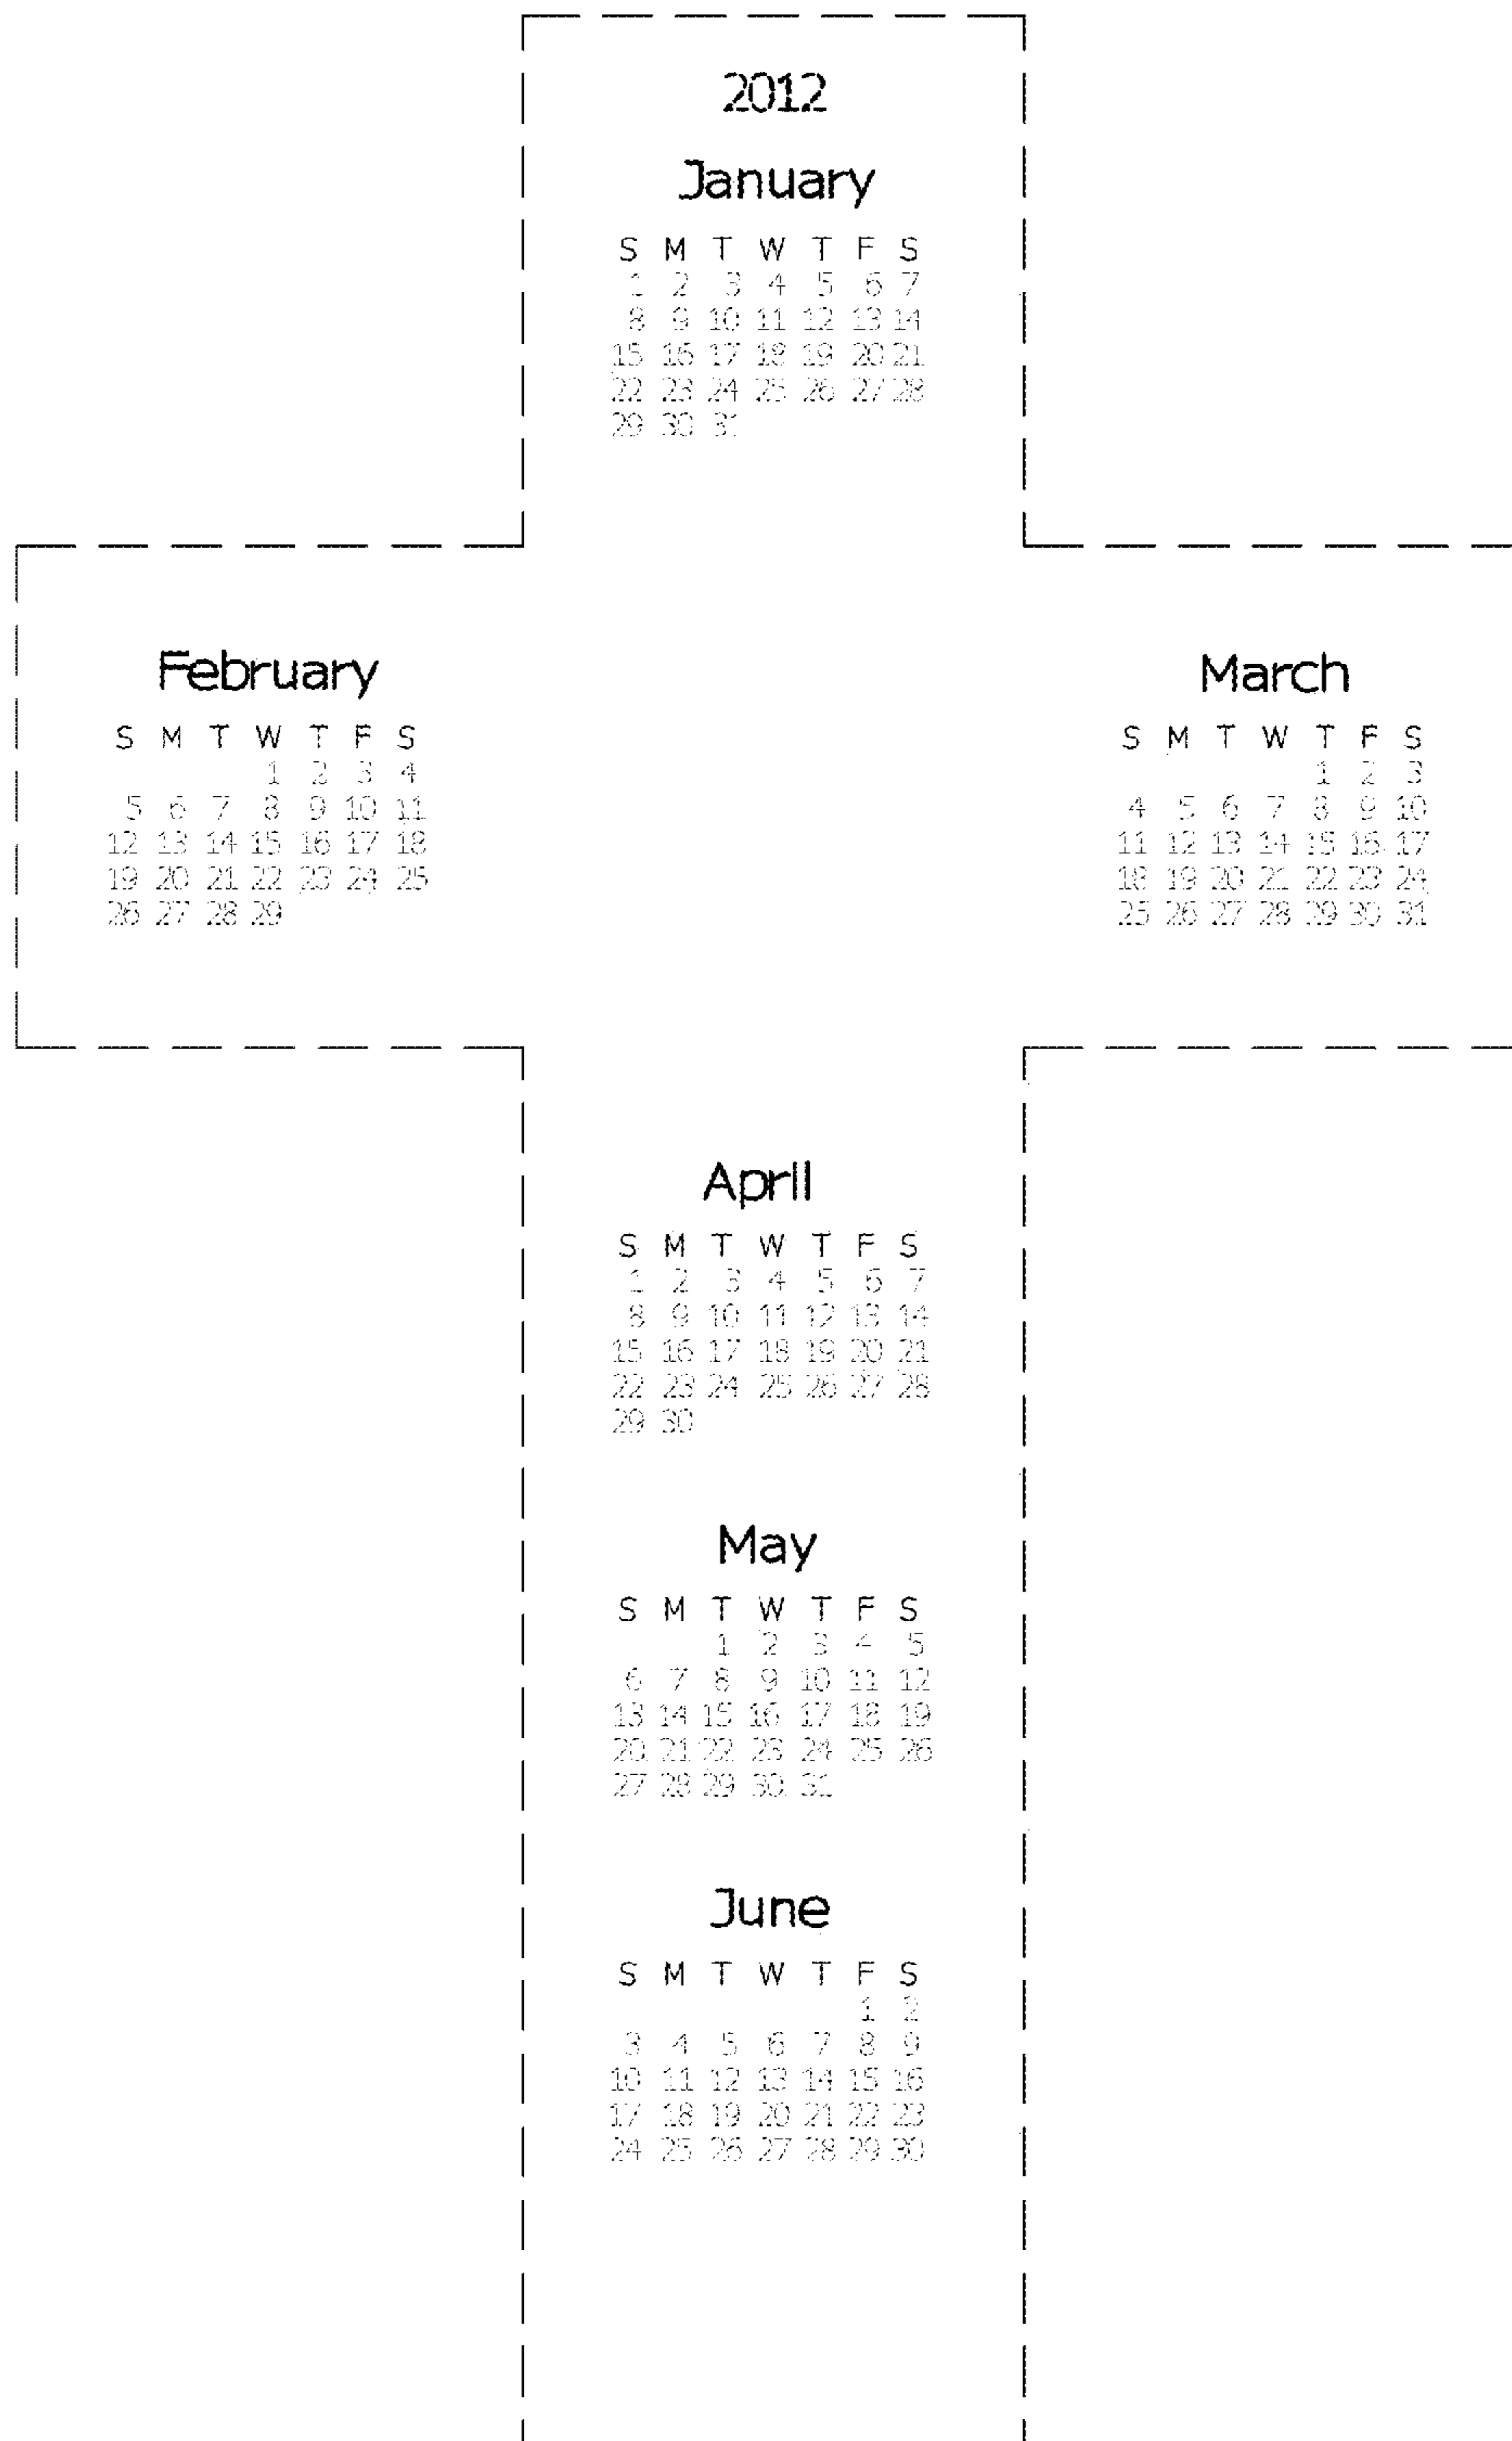 2012
January
S M T W T F S
1 2 3 4 5 6 7
8 9 10 11 12 13 14
15 16 17 18 19 20 21
22 23 24 25 26 27 28
29 30 31
February
S M T W T F S
1 2 3 4
5 6 7 8 9 10 11
12 13 14 15 16 17 18
19 20 21 22 23 24 25
26 27 28 29
March
S M T W T F S
1 2 3
4 5 6 7 8 9 10
11 12 13 14 15 16 17
18 19 20 21 22 23 24
25 26 27 28 29 30 31
April
S M T W T F S
1 2 3 4 5 6 7
8 9 10 11 12 13 14
15 16 17 18 19 20 21
22 23 24 25 26 27 28
29 30
May
S M T W T F S
1 2 3 4 5
6 7 8 9 10 11 12
13 14 15 16 17 18 19
20 21 22 23 24 25 26
27 28 29 30 31
June
S M T W T F S
1 2
3 4 5 6 7 8 9
10 11 12 13 14 15 16
17 18 19 20 21 22 23
24 25 26 27 28 29 30